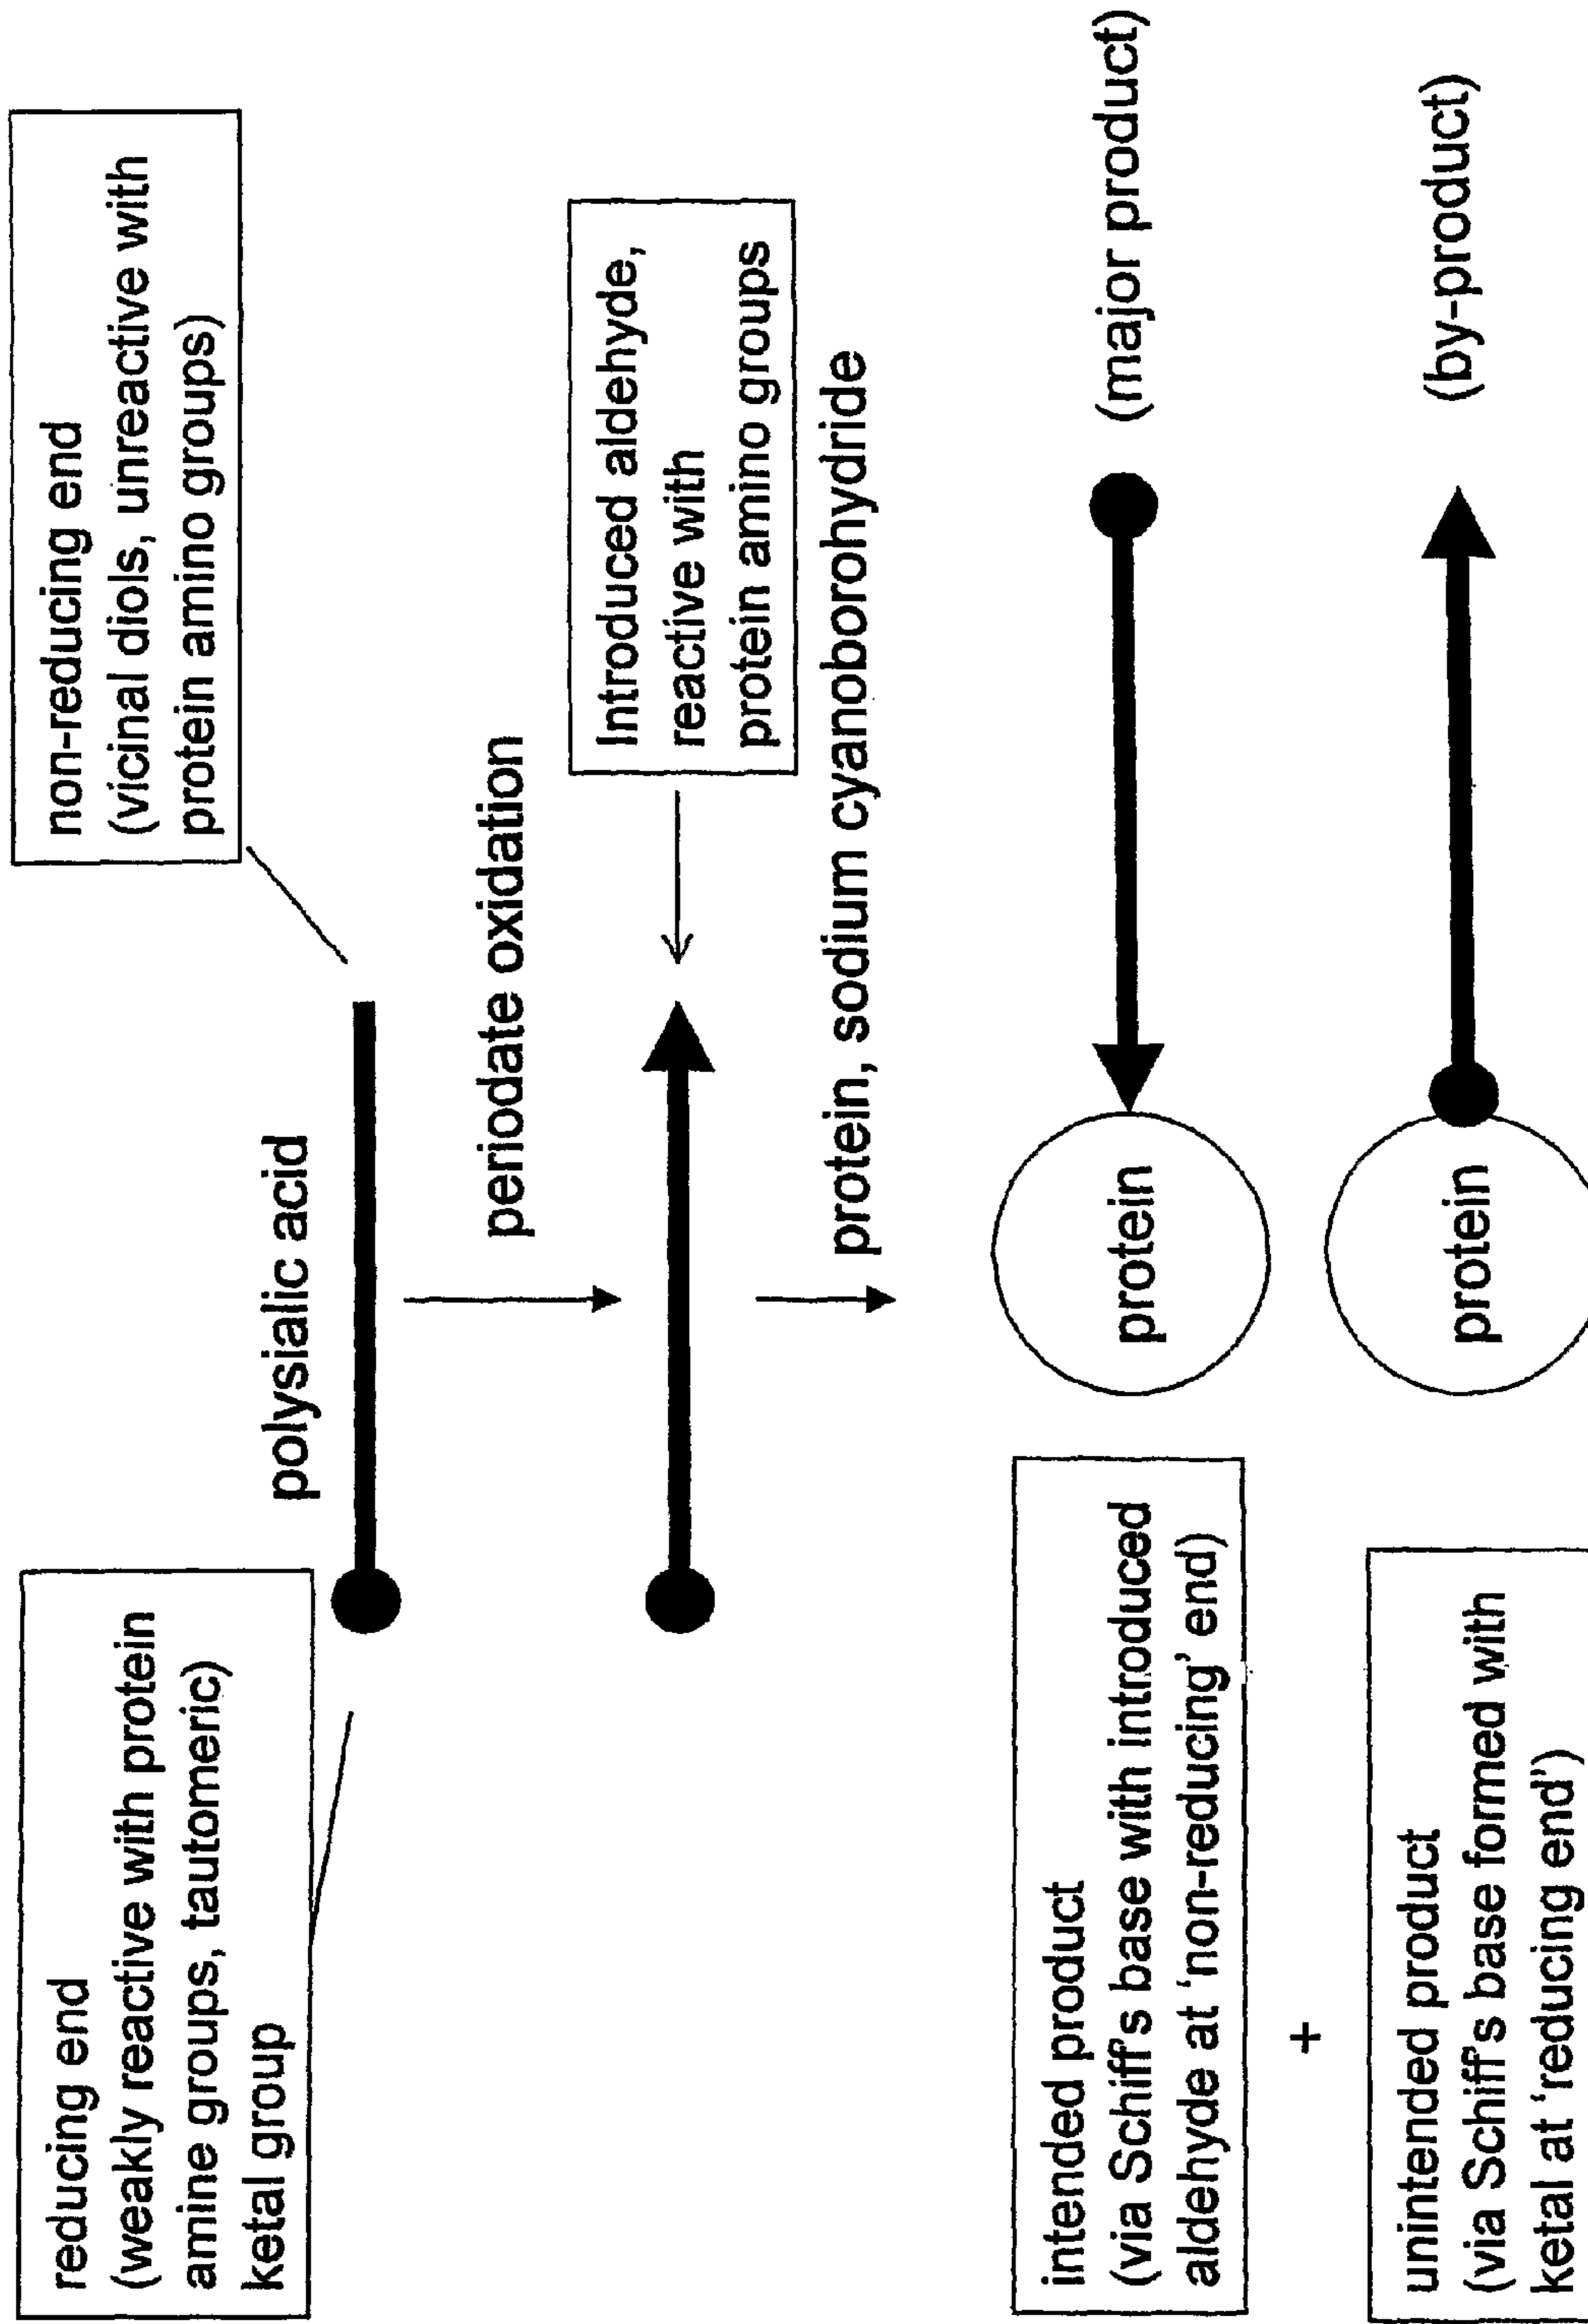 reducing end
(weakly reactive with protein
amine groups, tautomeric)
ketal group
non-reducing end
(vicinal diols, unreactive with
protein amino groups)
polysialic acid
periodate oxidation
Introduced aldehyde,
reactive with
protein amino groups
protein, sodium cyanoborohydride
intended product
(via Schiff's base with introduced
aldehyde at ‘non-reducing’ end)
protein
(major product)
+
unintended product
(via Schiff's base formed with
ketal at ‘reducing end’)
protein
(by-product)